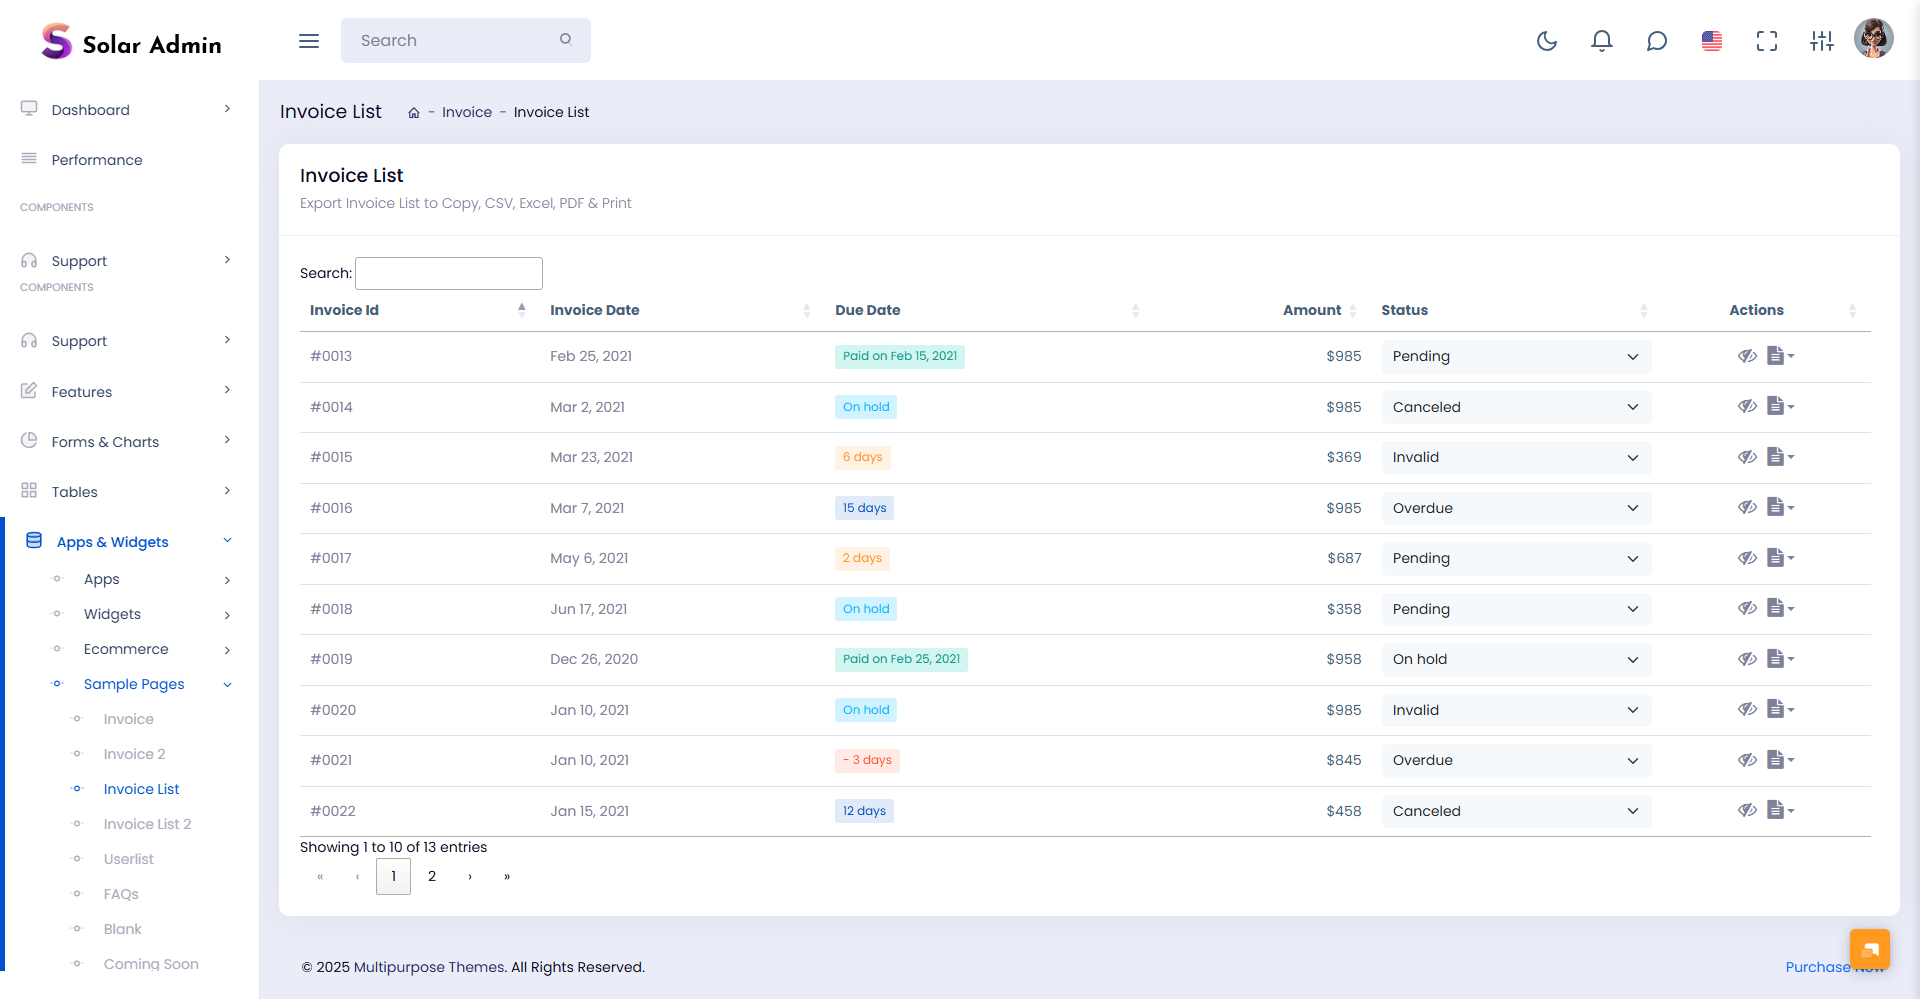 Solar Admin
Search
Dashboard
Performance
COMPONENTS
Support
COMPONENTS
Support
Features
Forms & Charts
Tables
Apps & Widgets
Apps
Widgets
Ecommerce
Sample Pages
Invoice
Invoice 2
Invoice List
Invoice List 2
Userlist
FAQs
Blank
Coming Soon
Invoice List - Invoice - Invoice List
Invoice List
Export Invoice List to Copy, CSV, Excel, PDF & Print
Search:
Invoice Id Invoice Date Due Date Amount Status Actions
#0013 Feb 25, 2021 Paid on Feb 15, 2021 $985 Pending
#0014 Mar 2, 2021 On hold $985 Canceled
#0015 Mar 23, 2021 6 days $369 Invalid
#0016 Mar 7, 2021 15 days $985 Overdue
#0017 May 6, 2021 2 days $687 Pending
#0018 Jun 17, 2021 On hold $358 Pending
#0019 Dec 26, 2020 Paid on Feb 25, 2021 $958 On hold
#0020 Jan 10, 2021 On hold $985 Invalid
#0021 Jan 10, 2021 - 3 days $845 Overdue
#0022 Jan 15, 2021 12 days $458 Canceled
Showing 1 to 10 of 13 entries
« ‹ 1 2 › »
© 2025 Multipurpose Themes. All Rights Reserved.
Purchase